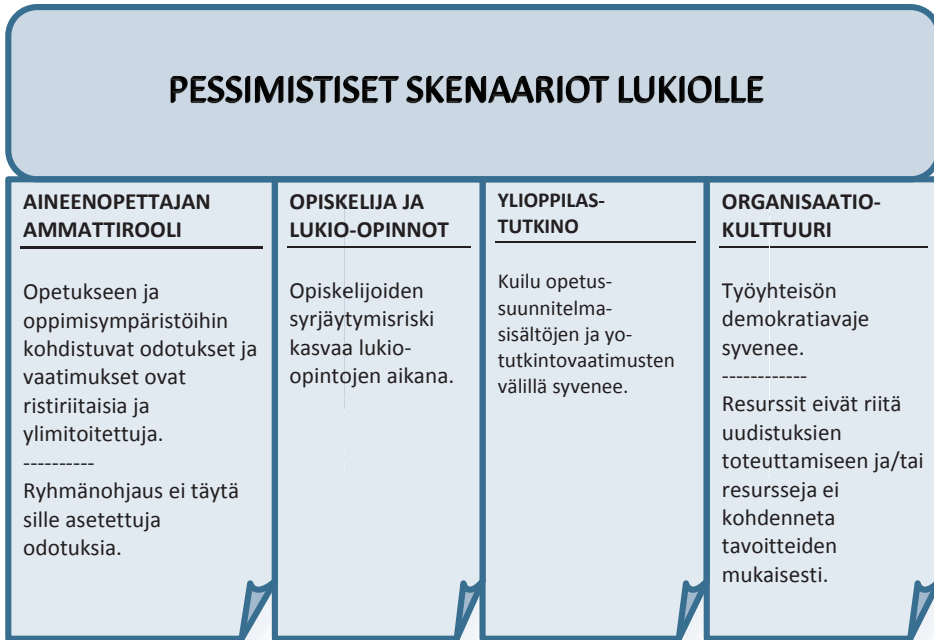 PESSIMISTISET SKENAARIOT LUKIOLLE
AINEENOPETTAJAN
AMMATTIROOLI
Opetukseen ja
oppimisympäristöihin
kohdistuvat odotukset ja
vaatimukset ovat
ristiriitaisia ja
ylimitoitettuja.
----------
Ryhmänohjaus ei täytä
sille asetettuja
odotuksia.
OPISKELIJA JA
LUKIO-OPINNOT
Opiskelijoiden
syrjäytymisriski
kasvaa lukio-
opintojen aikana.
YLIOPPILAS-
TUTKINO
Kuilu opetus-
suunnitelma-
sisältöjen ja yo-
tutkintovaatimusten
välillä syvenee.
ORGANISAATIO-
KULTTUURI
Työyhteisön
demokratiavaje
syvenee.
------------
Resurssit eivät riitä
uudistuksien
toteuttamiseen ja/tai
resursseja ei
kohdenneta
tavoitteiden
mukaisesti.